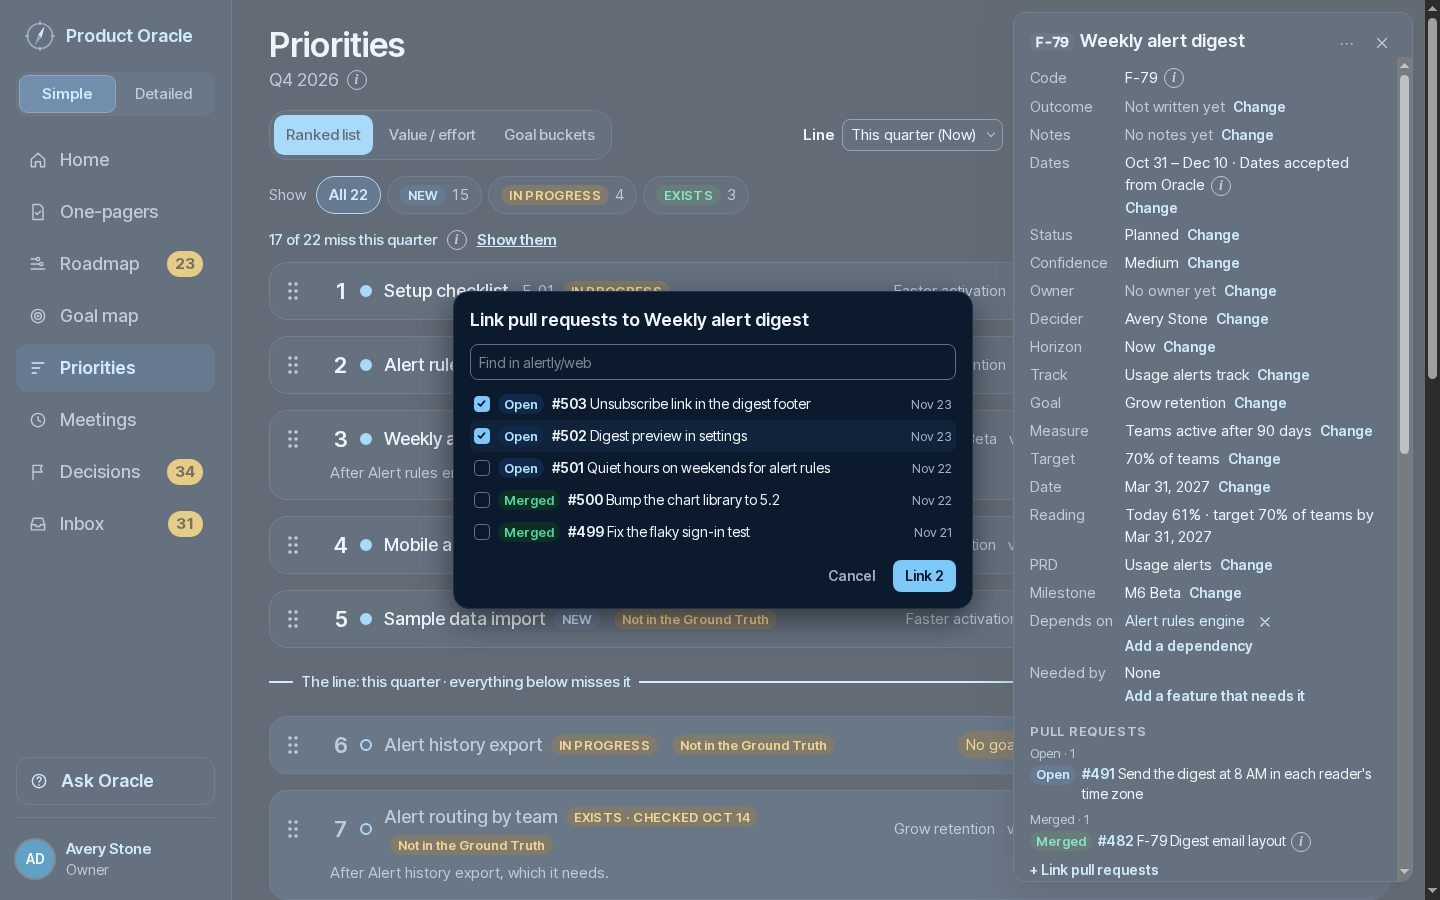 Product Oracle
Simple
Detailed
Home
One-pagers
Roadmap 23
Goal map
Priorities
Meetings
Decisions 34
Inbox 31
Ask Oracle
AD
Avery Stone
Owner
Priorities
Q4 2026 i
Ranked list
Value / effort
Goal buckets
Line
This quarter (Now)
Show
All 22
NEW 15
IN PROGRESS 4
EXISTS 3
17 of 22 miss this quarter i Show them
1 Setup checklist F-01 IN PROGRESS Faster activation
2 Alert rule
3 Weekly a
After Alert rules e
4 Mobile a
5 Sample data import NEW Not in the Ground Truth Faster activation
The line: this quarter · everything below misses it
6 Alert history export IN PROGRESS Not in the Ground Truth No goa
7 Alert routing by team EXISTS · CHECKED OCT 14 Grow retention
Not in the Ground Truth
After Alert history export, which it needs.
Link pull requests to Weekly alert digest
Find in alertly/web
Open #503 Unsubscribe link in the digest footer Nov 23
Open #502 Digest preview in settings Nov 23
Open #501 Quiet hours on weekends for alert rules Nov 22
Merged #500 Bump the chart library to 5.2 Nov 22
Merged #499 Fix the flaky sign-in test Nov 21
Cancel
Link 2
F-79 Weekly alert digest ...
Code F-79 i
Outcome Not written yet Change
Notes No notes yet Change
Dates Oct 31 – Dec 10 · Dates accepted
from Oracle i
Change
Status Planned Change
Confidence Medium Change
Owner No owner yet Change
Decider Avery Stone Change
Horizon Now Change
Track Usage alerts track Change
Goal Grow retention Change
Measure Teams active after 90 days Change
Target 70% of teams Change
Date Mar 31, 2027 Change
Reading Today 61% · target 70% of teams by
Mar 31, 2027
PRD Usage alerts Change
Milestone M6 Beta Change
Depends on Alert rules engine
Add a dependency
Needed by None
Add a feature that needs it
PULL REQUESTS
Open · 1
Open #491 Send the digest at 8 AM in each reader's
time zone
Merged · 1
Merged #482 F-79 Digest email layout i
+ Link pull requests